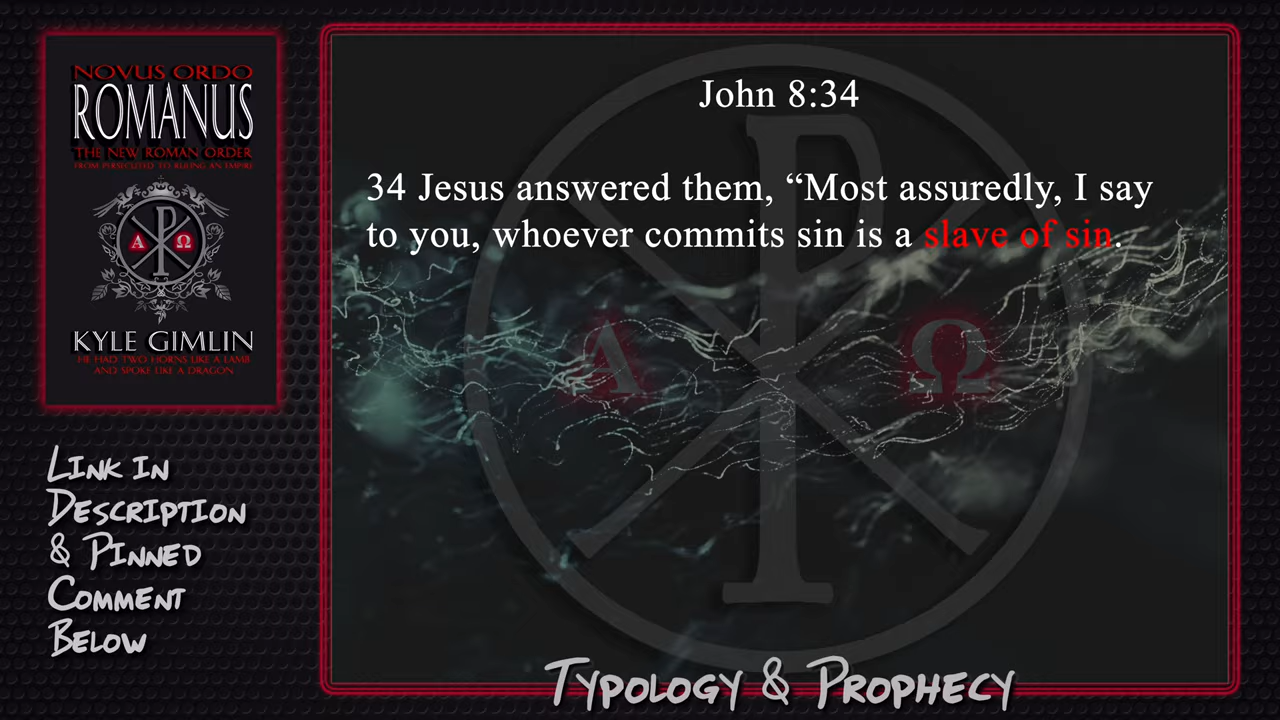 NOVUS ORDO
ROMANUS
THE NEW ROMAN ORDER
FROM PERSECUTED TO RULING AN EMPIRE
Α Ω
KYLE GIMLIN
HE HAD TWO HORNS LIKE A LAMB
AND SPOKE LIKE A DRAGON
LINK IN
DESCRIPTION
& PINNED
COMMENT
BELOW
John 8:34
34 Jesus answered them, “Most assuredly, I say
to you, whoever commits sin is a slave of sin.
Α Ω
TYPOLOGY & PROPHECY